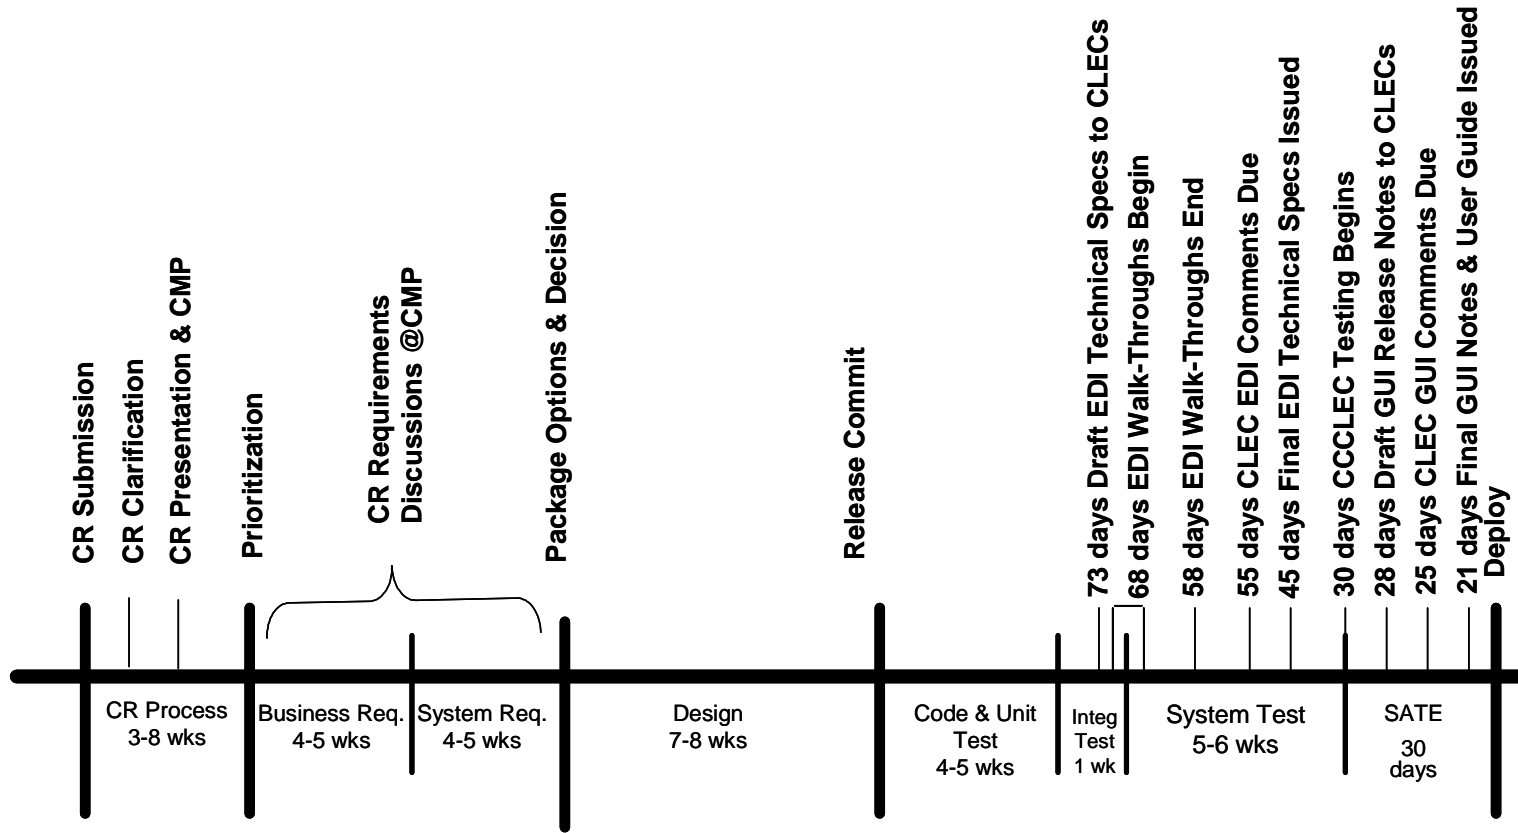 CR Submission
CR Clarification
CR Presentation & CMP
Prioritization
CR Requirements
Discussions @CMP
Package Options & Decision
Release Commit
73 days Draft EDI Technical Specs to CLECs
68 days EDI Walk-Throughs Begin
58 days EDI Walk-Throughs End
55 days CLEC EDI Comments Due
45 days Final EDI Technical Specs Issued
30 days CCCLEC Testing Begins
28 days Draft GUI Release Notes to CLECs
25 days CLEC GUI Comments Due
21 days Final GUI Notes & User Guide Issued
Deploy
CR Process
3-8 wks
Business Req.
4-5 wks
System Req.
4-5 wks
Design
7-8 wks
Code & Unit
Test
4-5 wks
Integ
Test
1 wk
System Test
5-6 wks
SATE
30
days